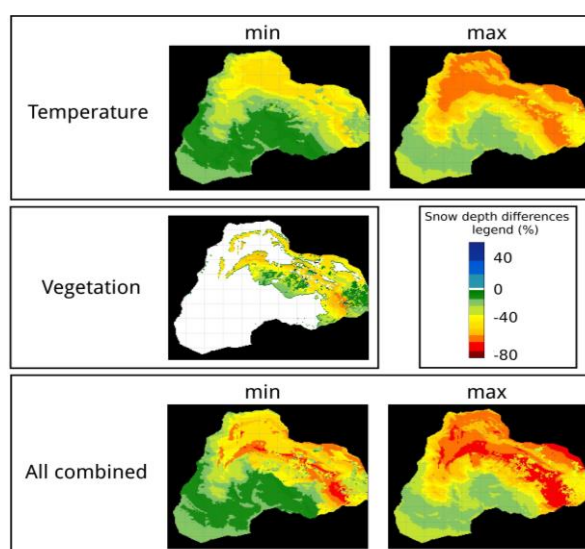 min
max
Temperature
Vegetation
Snow depth differences
legend (%)
40
0
-40
-80
min
max
All combined